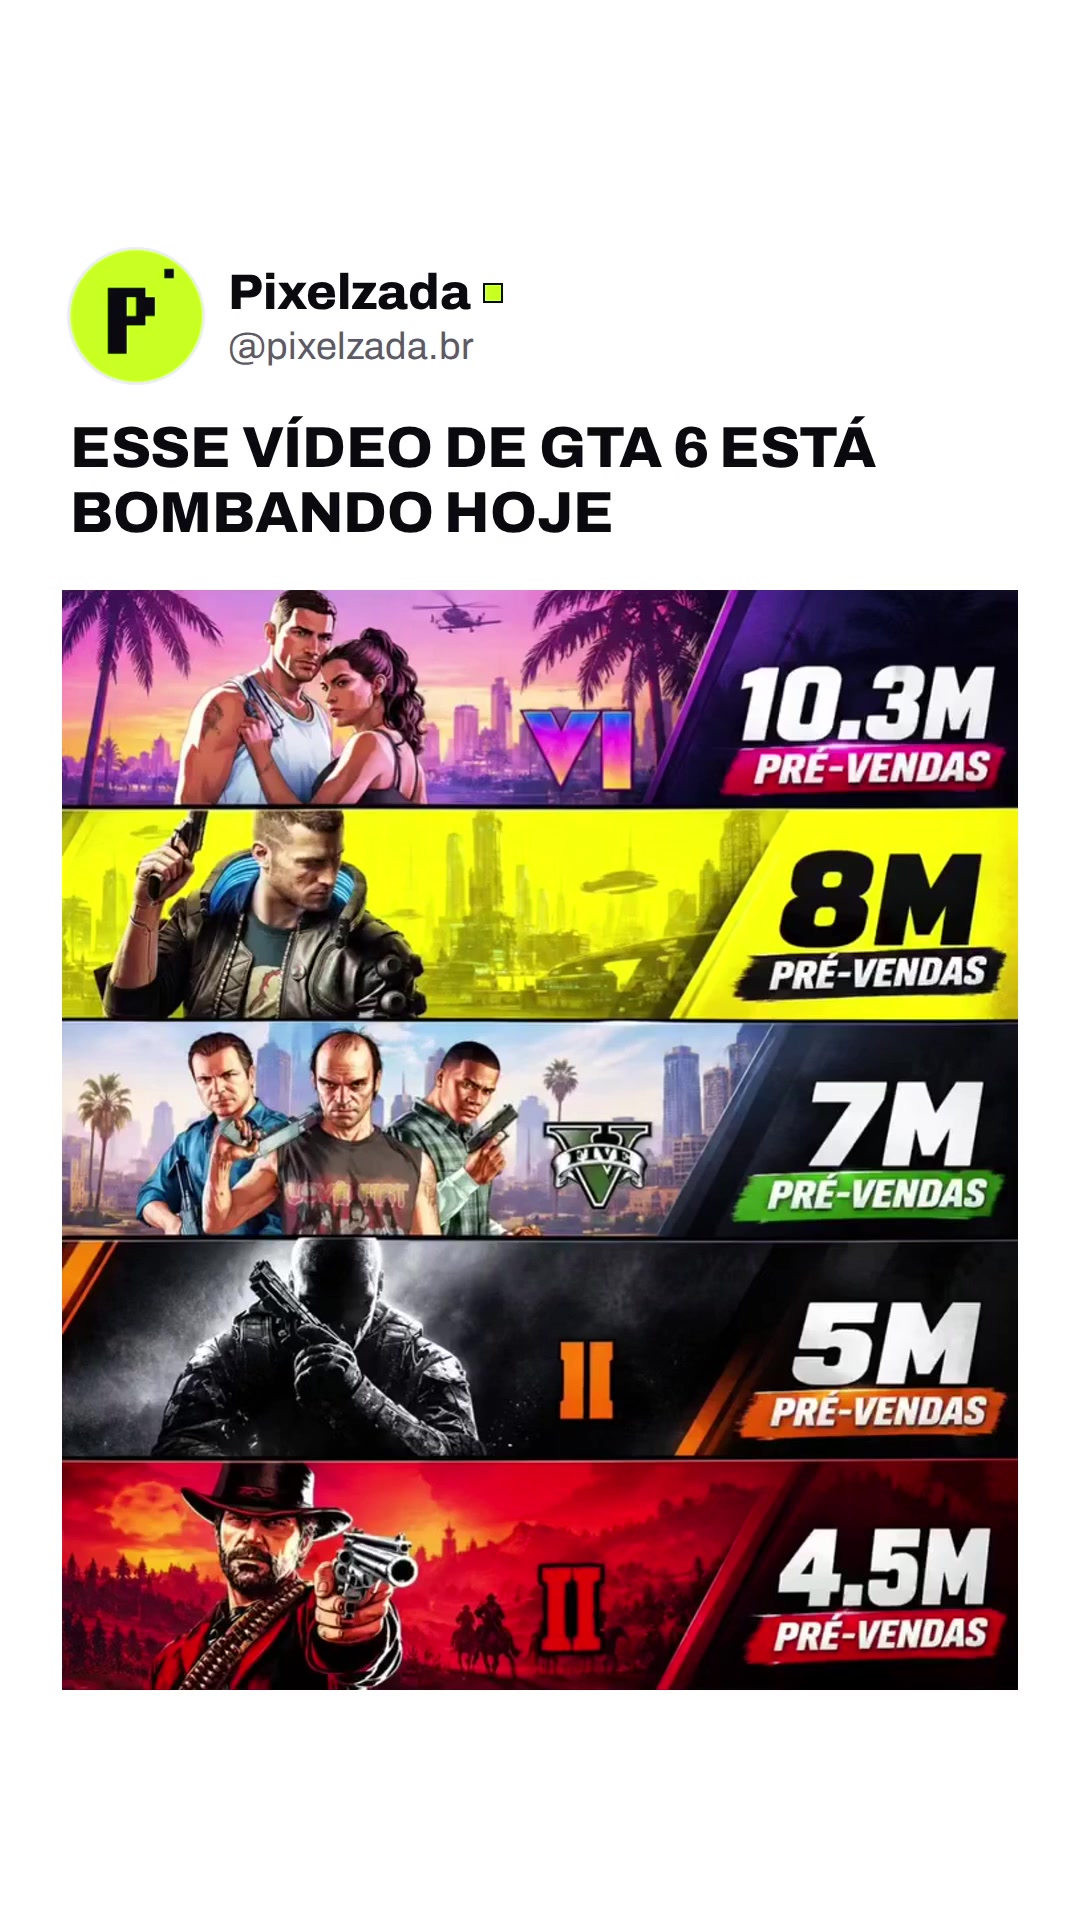 Pixelzada
@pixelzada.br
ESSE VÍDEO DE GTA 6 ESTÁ
BOMBANDO HOJE
VI
10.3M
PRÉ-VENDAS
8M
PRÉ-VENDAS
V
FIVE
7M
PRÉ-VENDAS
II
5M
PRÉ-VENDAS
II
4.5M
PRÉ-VENDAS